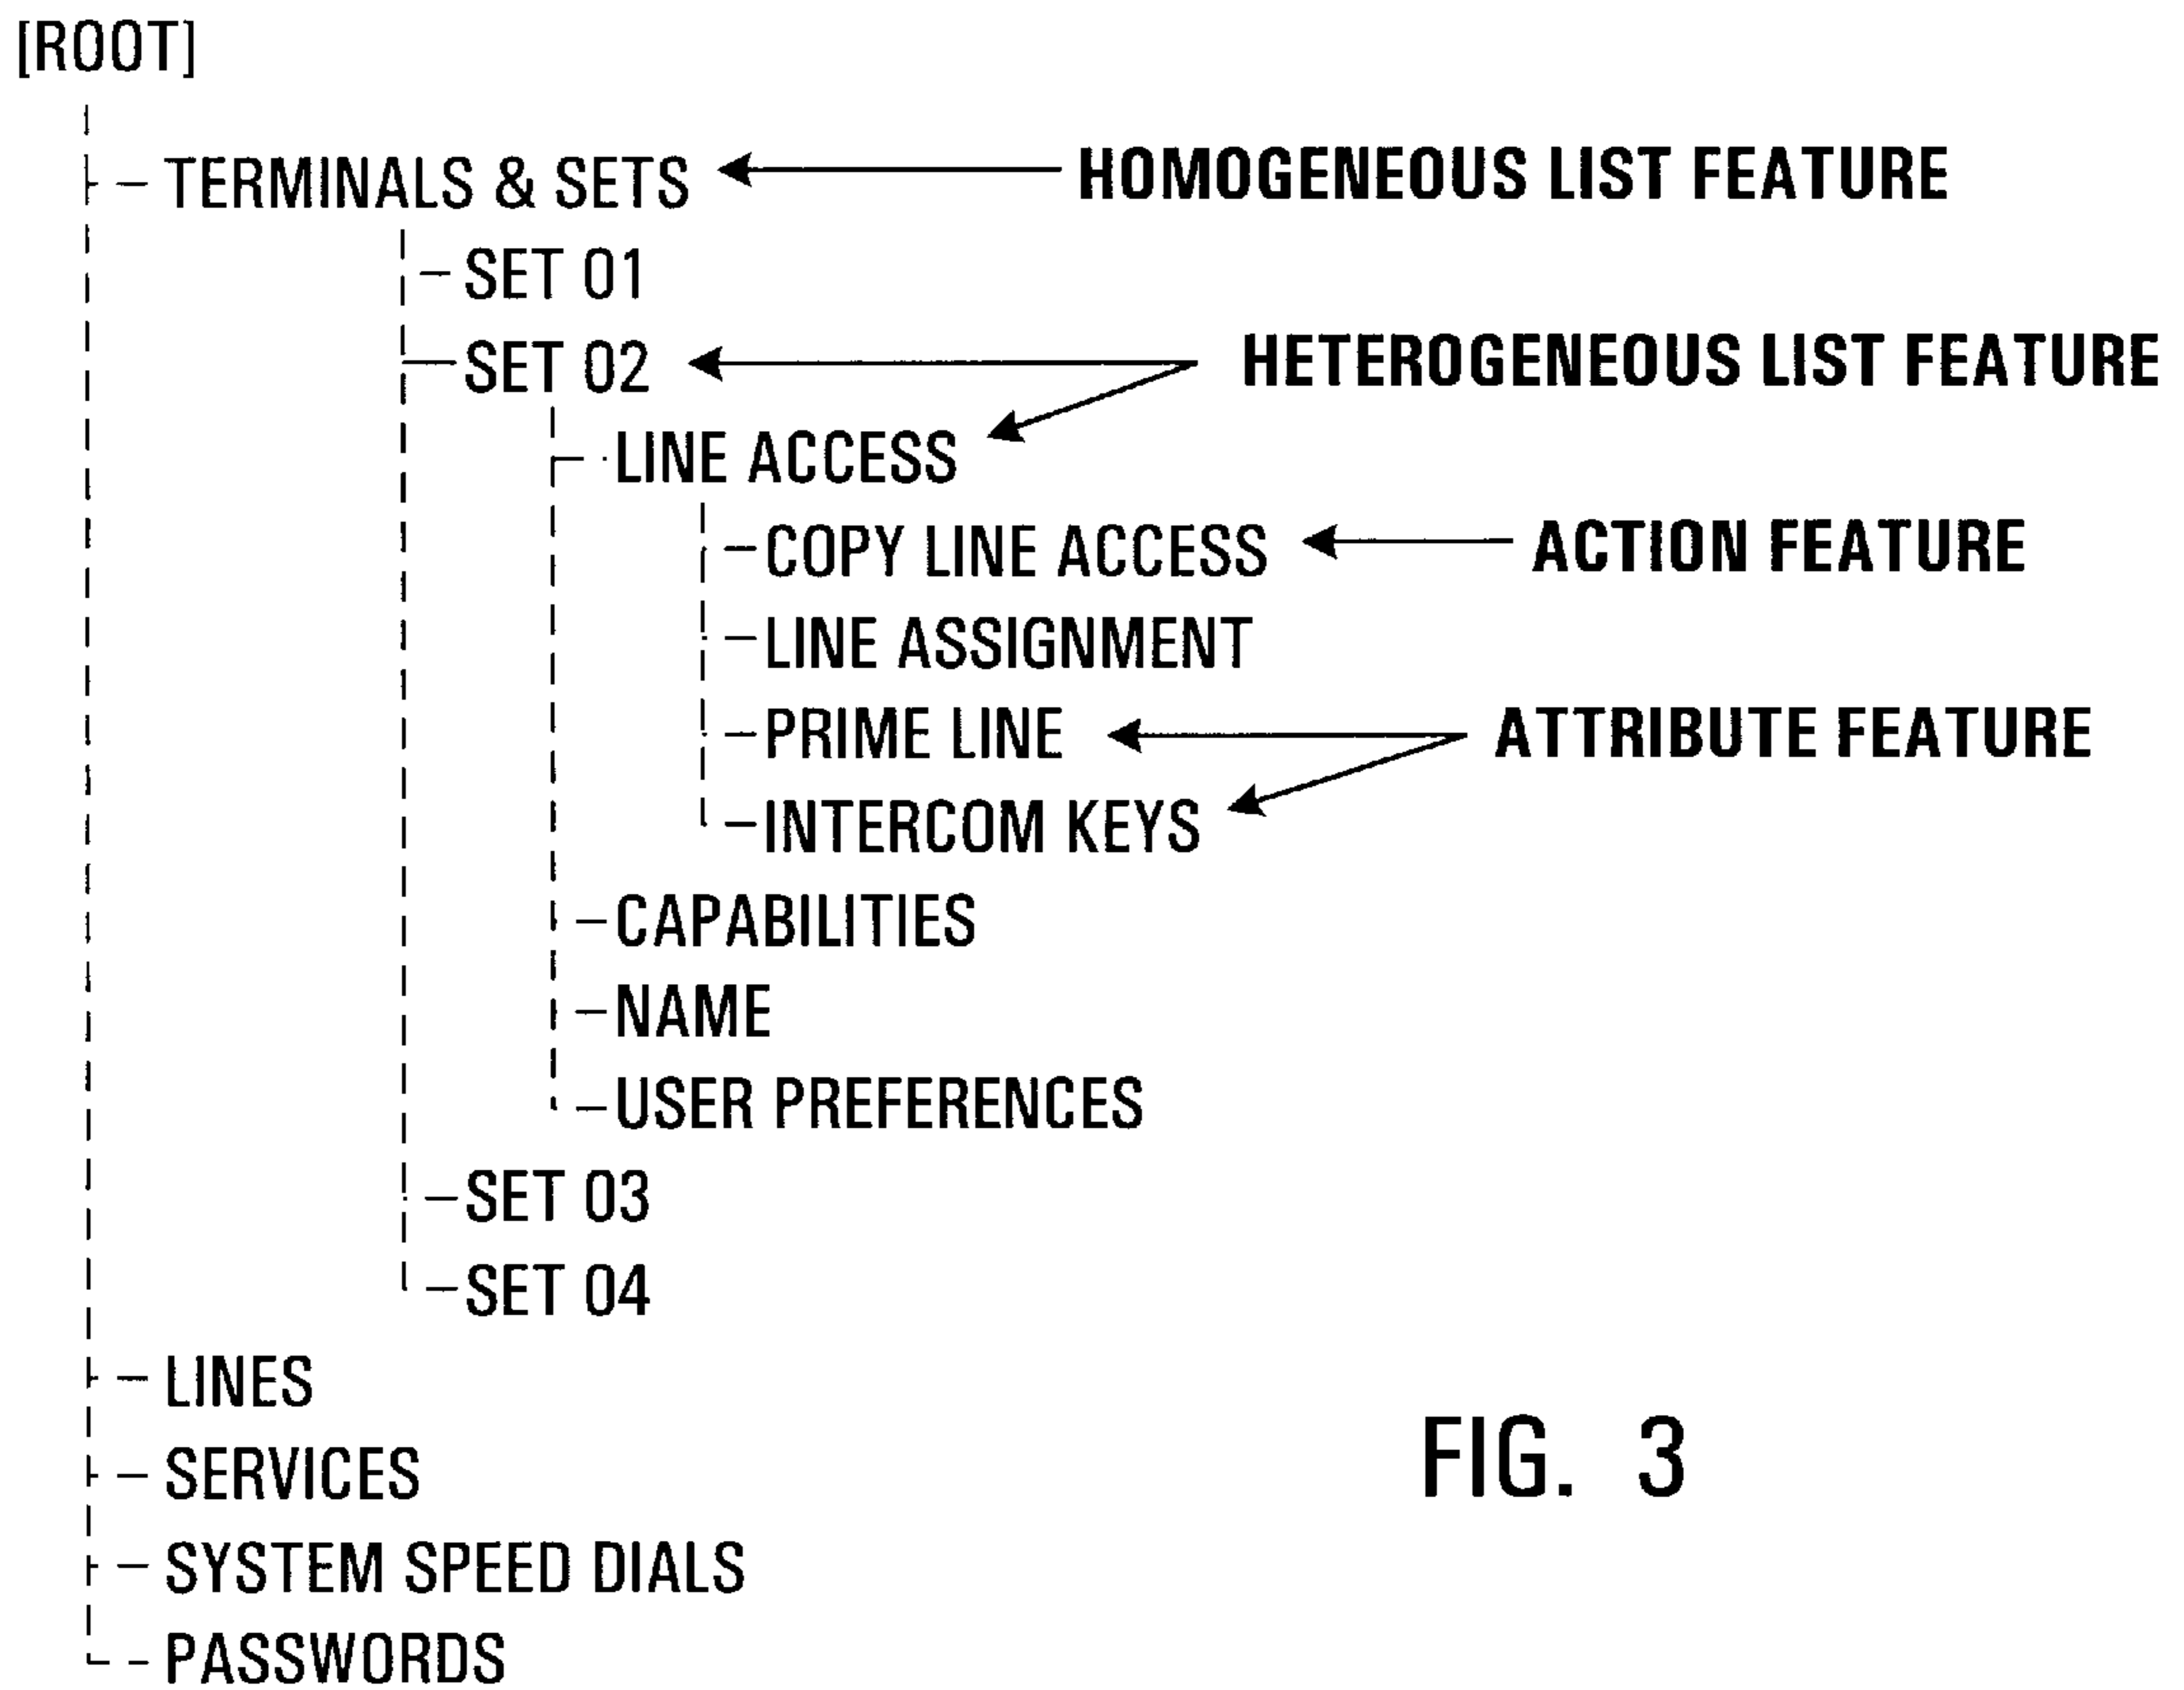 [ROOT]
TERMINALS & SETS
HOMOGENEOUS LIST FEATURE
SET 01
SET 02
HETEROGENEOUS LIST FEATURE
LINE ACCESS
COPY LINE ACCESS
ACTION FEATURE
LINE ASSIGNMENT
PRIME LINE
ATTRIBUTE FEATURE
INTERCOM KEYS
CAPABILITIES
NAME
USER PREFERENCES
SET 03
SET 04
LINES
SERVICES
SYSTEM SPEED DIALS
PASSWORDS
FIG. 3